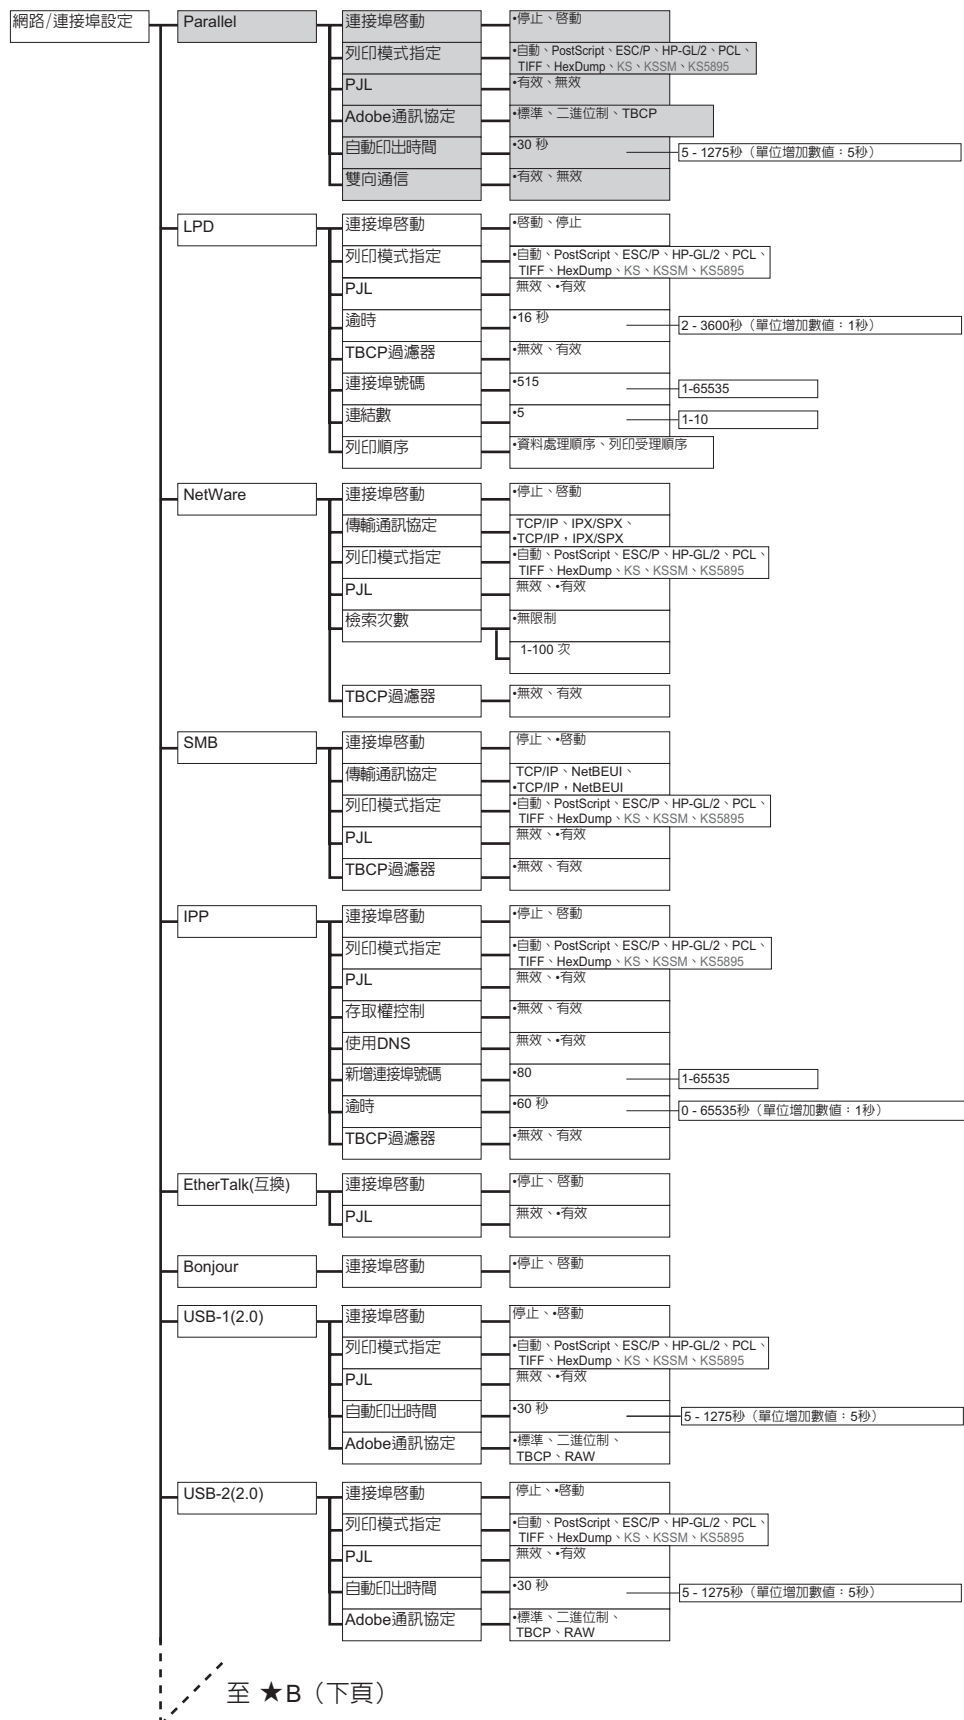 網路/連接埠設定
Parallel
連接埠啓動
•停止、啓動
列印模式指定
•自動、PostScript、ESC/P、HP-GL/2、PCL、
TIFF、HexDump、KS、KSSM、KS5895
PJL
•有效、無效
Adobe通訊協定
•標準、二進位制、TBCP
自動印出時間
•30 秒
5 - 1275秒（單位增加數值：5秒）
雙向通信
•有效、無效
LPD
連接埠啓動
•啓動、停止
列印模式指定
•自動、PostScript、ESC/P、HP-GL/2、PCL、
TIFF、HexDump、KS、KSSM、KS5895
PJL
無效、•有效
逾時
•16 秒
2 - 3600秒（單位增加數值：1秒）
TBCP過濾器
•無效、有效
連接埠號碼
•515
1-65535
連結數
•5
1-10
列印順序
•資料處理順序、列印受理順序
NetWare
連接埠啓動
•停止、啓動
傳輸通訊協定
TCP/IP、IPX/SPX、
•TCP/IP，IPX/SPX
列印模式指定
•自動、PostScript、ESC/P、HP-GL/2、PCL、
TIFF、HexDump、KS、KSSM、KS5895
PJL
無效、•有效
檢索次數
•無限制
1-100 次
TBCP過濾器
•無效、有效
SMB
連接埠啓動
停止、•啓動
傳輸通訊協定
TCP/IP、NetBEUI、
•TCP/IP，NetBEUI
列印模式指定
•自動、PostScript、ESC/P、HP-GL/2、PCL、
TIFF、HexDump、KS、KSSM、KS5895
PJL
無效、•有效
TBCP過濾器
•無效、有效
IPP
連接埠啓動
•停止、啓動
列印模式指定
•自動、PostScript、ESC/P、HP-GL/2、PCL、
TIFF、HexDump、KS、KSSM、KS5895
PJL
無效、•有效
存取權控制
•無效、有效
使用DNS
無效、•有效
新增連接埠號碼
•80
1-65535
逾時
•60 秒
0 - 65535秒（單位增加數值：1秒）
TBCP過濾器
•無效、有效
EtherTalk(互換)
連接埠啓動
•停止、啓動
PJL
無效、•有效
Bonjour
連接埠啓動
•停止、啓動
USB-1(2.0)
連接埠啓動
停止、•啓動
列印模式指定
•自動、PostScript、ESC/P、HP-GL/2、PCL、
TIFF、HexDump、KS、KSSM、KS5895
PJL
無效、•有效
自動印出時間
•30 秒
5 - 1275秒（單位增加數值：5秒）
Adobe通訊協定
•標準、二進位制、
TBCP、RAW
USB-2(2.0)
連接埠啓動
停止、•啓動
列印模式指定
•自動、PostScript、ESC/P、HP-GL/2、PCL、
TIFF、HexDump、KS、KSSM、KS5895
PJL
無效、•有效
自動印出時間
•30 秒
5 - 1275秒（單位增加數值：5秒）
Adobe通訊協定
•標準、二進位制、
TBCP、RAW
至 ★B（下頁）